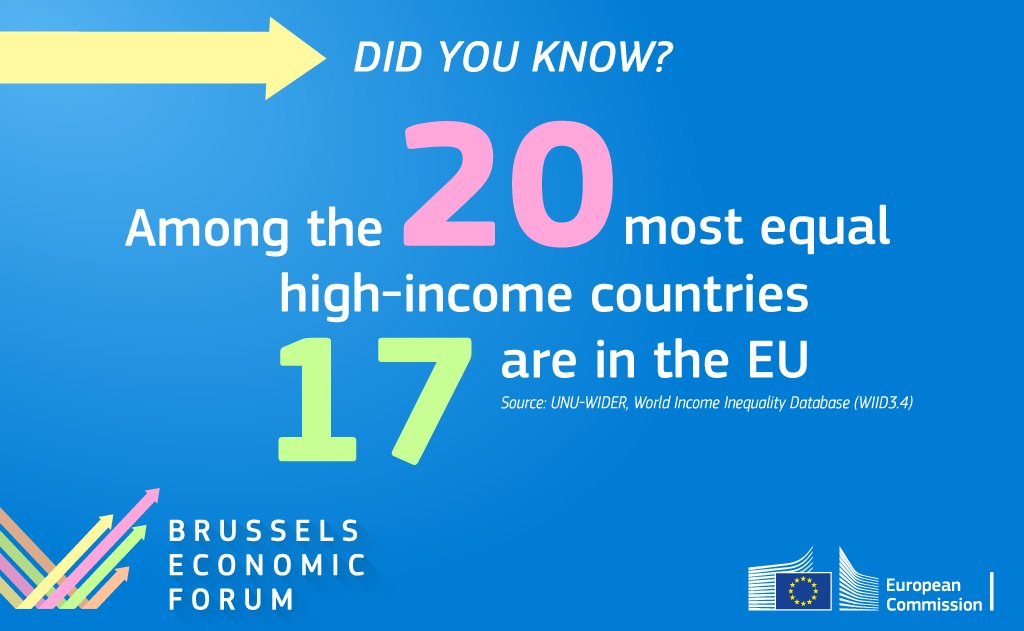 DID YOU KNOW?
Among the 20 most equal
high-income countries
17 are in the EU
Source: UNU-WIDER, World Income Inequality Database (WIID3.4)
BRUSSELS
ECONOMIC
FORUM
European
Commission